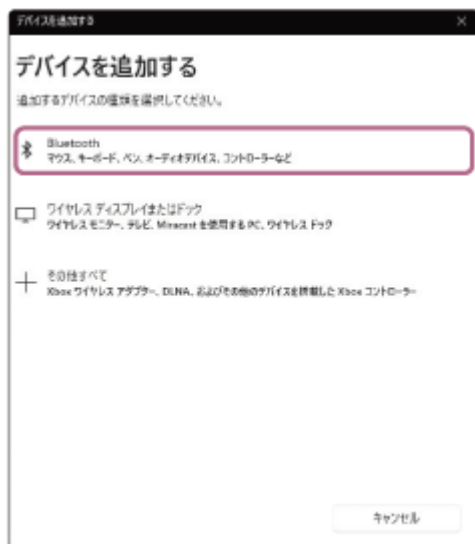 デバイスを追加する
デバイスを追加する
追加するデバイスの種類を選択してください。
Bluetooth
マウス、キーボード、ペン、オーディオデバイス、コントローラーなど
ワイヤレス ディスプレイまたはドック
ワイヤレス モニター、テレビ、Miracast を使用する PC、ワイヤレス ドック
その他すべて
Xbox ワイヤレス アダプター、DLNA、およびその他のデバイスを搭載した Xbox コントローラー
キャンセル